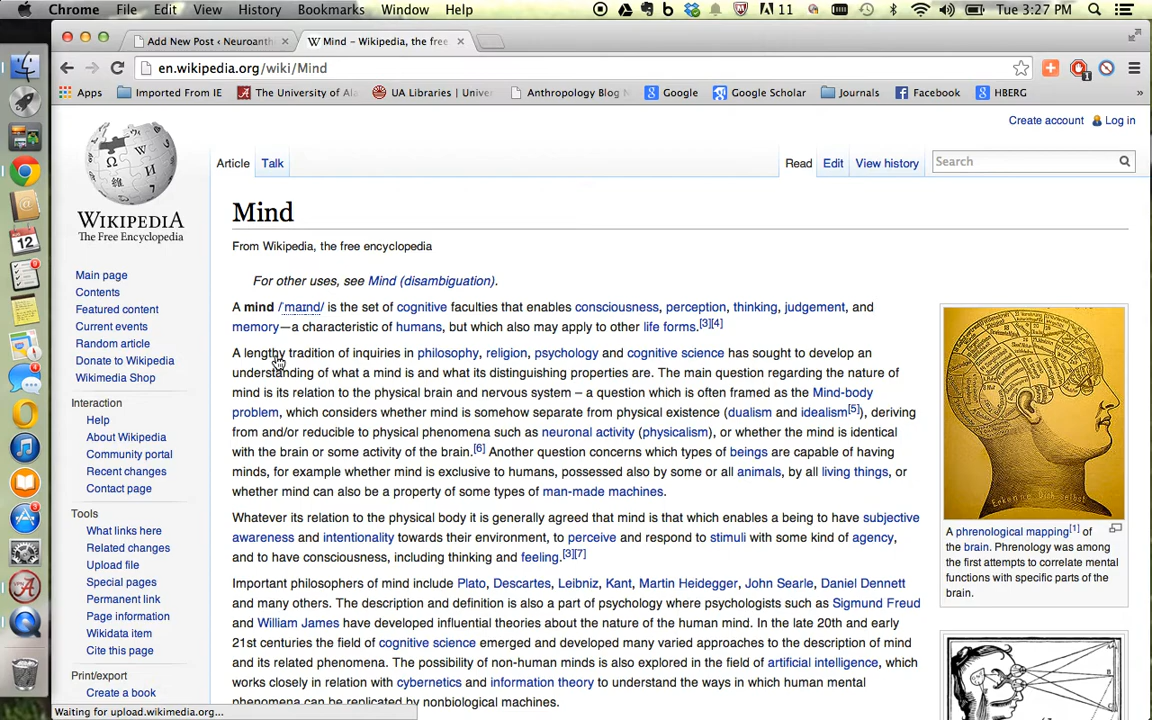 Chrome File Edit View History Bookmarks Window Help 11 Tue 3:27 PM
Add New Post ‹ Neuroanth × Mind – Wikipedia, the free ×
en.wikipedia.org/wiki/Mind
Apps Imported From IE The University of Ala UA Libraries | Univer Anthropology Blog N Google Google Scholar Journals Facebook HBERG »
Create account Log in
Article Talk Read Edit View history Search
WIKIPEDIA
The Free Encyclopedia
Main page
Contents
Featured content
Current events
Random article
Donate to Wikipedia
Wikimedia Shop
Interaction
Help
About Wikipedia
Community portal
Recent changes
Contact page
Tools
What links here
Related changes
Upload file
Special pages
Permanent link
Page information
Wikidata item
Cite this page
Print/export
Create a book
Mind
From Wikipedia, the free encyclopedia
For other uses, see Mind (disambiguation).
A mind /ˈmaɪnd/ is the set of cognitive faculties that enables consciousness, perception, thinking, judgement, and
memory—a characteristic of humans, but which also may apply to other life forms.[3][4]
A lengthy tradition of inquiries in philosophy, religion, psychology and cognitive science has sought to develop an
understanding of what a mind is and what its distinguishing properties are. The main question regarding the nature of
mind is its relation to the physical brain and nervous system – a question which is often framed as the Mind-body
problem, which considers whether mind is somehow separate from physical existence (dualism and idealism[5]), deriving
from and/or reducible to physical phenomena such as neuronal activity (physicalism), or whether the mind is identical
with the brain or some activity of the brain.[6] Another question concerns which types of beings are capable of having
minds, for example whether mind is exclusive to humans, possessed also by some or all animals, by all living things, or
whether mind can also be a property of some types of man-made machines.
Whatever its relation to the physical body it is generally agreed that mind is that which enables a being to have subjective
awareness and intentionality towards their environment, to perceive and respond to stimuli with some kind of agency,
and to have consciousness, including thinking and feeling.[3][7]
Important philosophers of mind include Plato, Descartes, Leibniz, Kant, Martin Heidegger, John Searle, Daniel Dennett
and many others. The description and definition is also a part of psychology where psychologists such as Sigmund Freud
and William James have developed influential theories about the nature of the human mind. In the late 20th and early
21st centuries the field of cognitive science emerged and developed many varied approaches to the description of mind
and its related phenomena. The possibility of non-human minds is also explored in the field of artificial intelligence, which
works closely in relation with cybernetics and information theory to understand the ways in which human mental
phenomena can be replicated by nonbiological machines.
Erkenne Dich selbst
A phrenological mapping[1] of
the brain. Phrenology was among
the first attempts to correlate mental
functions with specific parts of the
brain.
12
Waiting for upload.wikimedia.org...